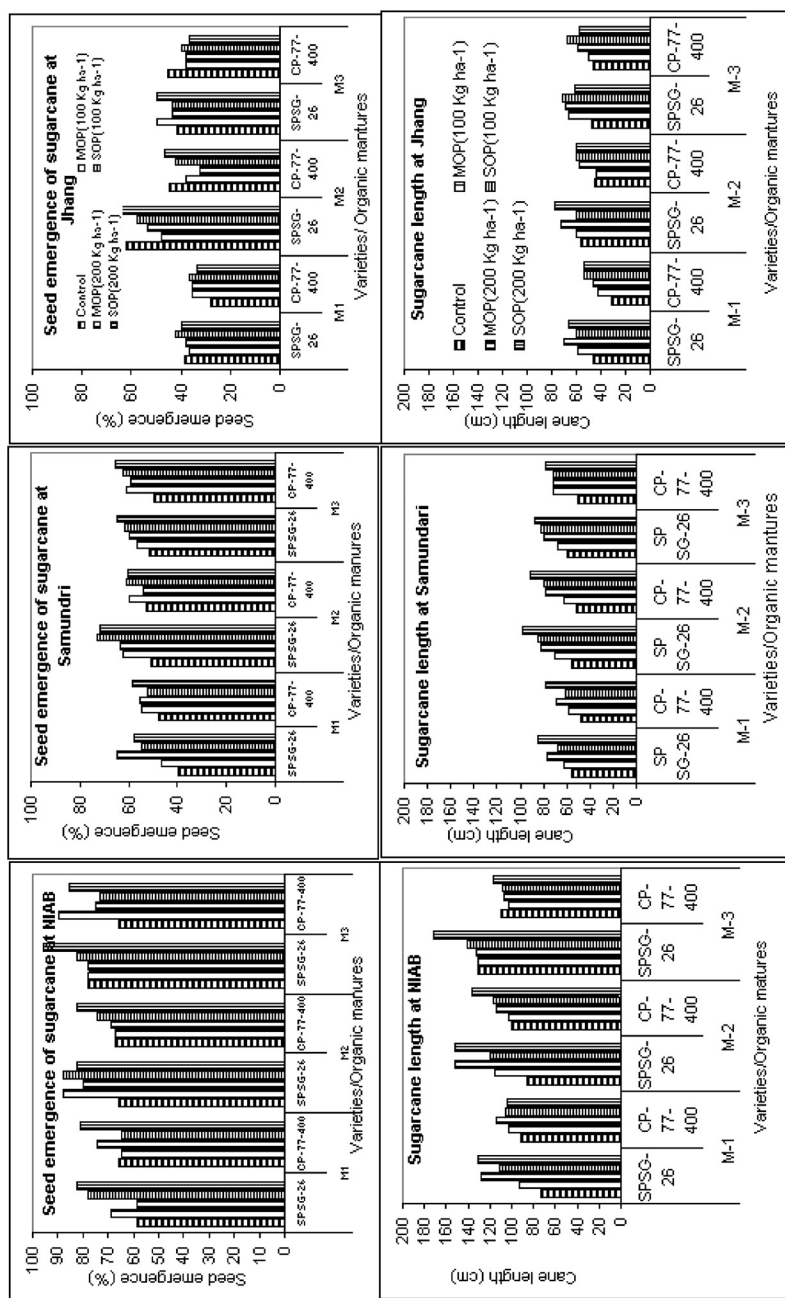 Seed emergence of sugarcane at NIAB
Seed emergence (%)
100
90
80
70
60
50
40
30
20
10
0
SPSG-26
CP-77-400
SPSG-26
CP-77-400
SPSG-26
CP-77-400
M1
M2
M3
Varieties/Organic manures
Seed emergence of sugarcane at
Samundri
Seed emergence (%)
100
80
60
40
20
0
SPSG-26
CP-77-
400
SPSG-26
CP-77-
400
SPSG-26
CP-77-
400
M1
M2
M3
Varieties/Organic manures
Seed emergence of sugarcane at
Jhang
Control
MOP(100 Kg ha-1)
MOP(200 Kg ha-1)
SOP(100 Kg ha-1)
SOP(200 Kg ha-1)
Seed emergence (%)
100
80
60
40
20
0
SPSG-
26
CP-77-
400
SPSG-
26
CP-77-
400
SPSG-
26
CP-77-
400
M1
M2
M3
Varieties/ Organic mantures
Sugarcane length at NIAB
Cane length (cm)
200
180
160
140
120
100
80
60
40
20
0
SPSG-
26
CP-
77-
400
SPSG-
26
CP-
77-
400
SPSG-
26
CP-
77-
400
M-1
M-2
M-3
Varieties/Organic matures
Sugarcane length at Samundari
Cane length (cm)
200
180
160
140
120
100
80
60
40
20
0
SP
SG-26
CP-
77-
400
SP
SG-26
CP-
77-
400
SP
SG-26
CP-
77-
400
M-1
M-2
M-3
Varieties/Organic mantures
Sugarcane length at Jhang
Control
MOP(100 Kg ha-1)
MOP(200 Kg ha-1)
SOP(100 Kg ha-1)
SOP(200 Kg ha-1)
Cane length (cm)
200
180
160
140
120
100
80
60
40
20
0
SPSG-
26
CP-77-
400
SPSG-
26
CP-77-
400
SPSG-
26
CP-77-
400
M-1
M-2
M-3
Varieties/Organic mantures